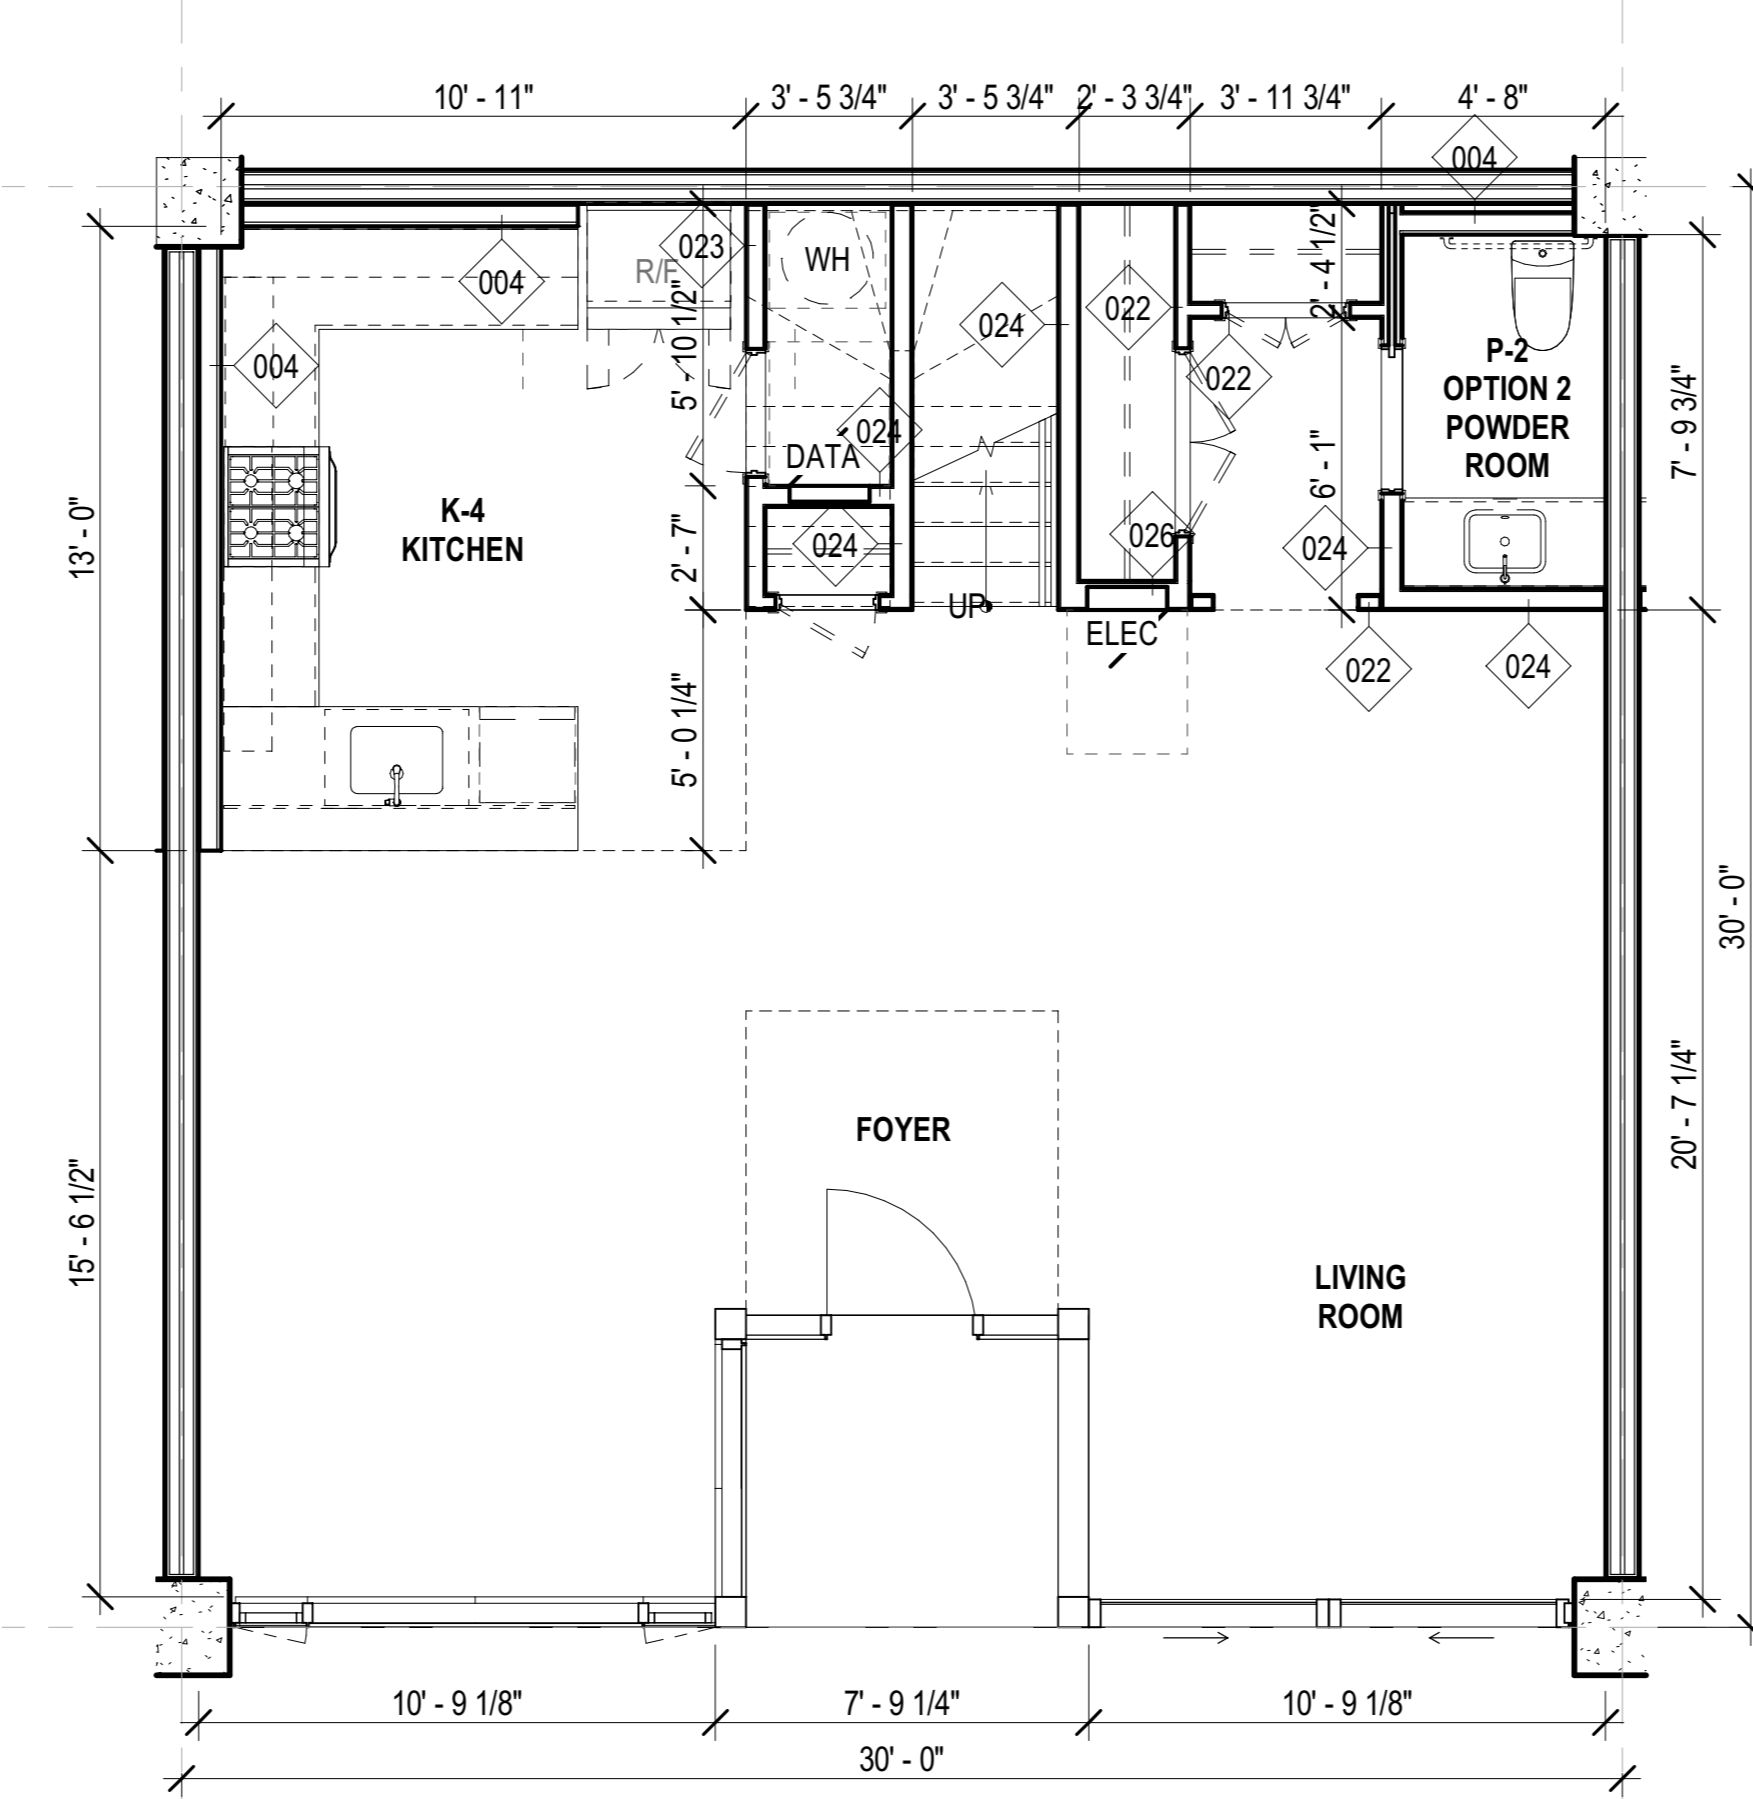 10' - 11"
3' - 5 3/4"
3' - 5 3/4"
2' - 3 3/4"
3' - 11 3/4"
4' - 8"
004
023
R/F
WH
004
024
022
2' - 4 1/2"
004
5' - 10 1/2"
022
P-2
OPTION 2
POWDER
ROOM
7' - 9 3/4"
024
DATA
6' - 1"
K-4
KITCHEN
13' - 0"
2' - 7"
024
026
024
UP
ELEC
022
024
5' - 0 1/4"
30' - 0"
FOYER
20' - 7 1/4"
15' - 6 1/2"
LIVING
ROOM
10' - 9 1/8"
7' - 9 1/4"
10' - 9 1/8"
30' - 0"